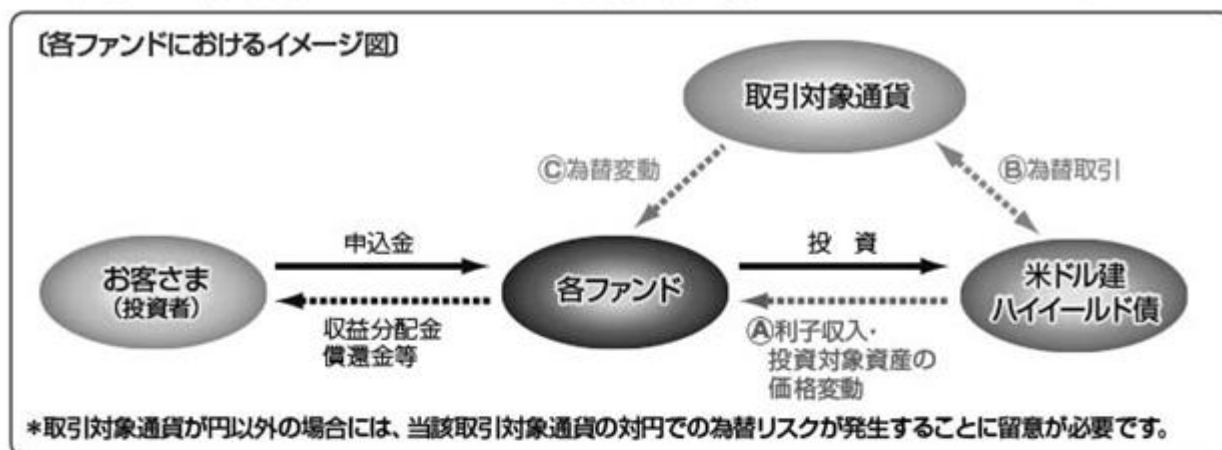 〔各ファンドにおけるイメージ図〕
取引対象通貨
Ⓒ為替変動
Ⓑ為替取引
申込金
投 資
お客さま
(投資者)
各ファンド
米ドル建
ハイイールド債
収益分配金
償還金等
Ⓐ利子収入・
投資対象資産の
価格変動
*取引対象通貨が円以外の場合には、当該取引対象通貨の対円での為替リスクが発生することに留意が必要です。